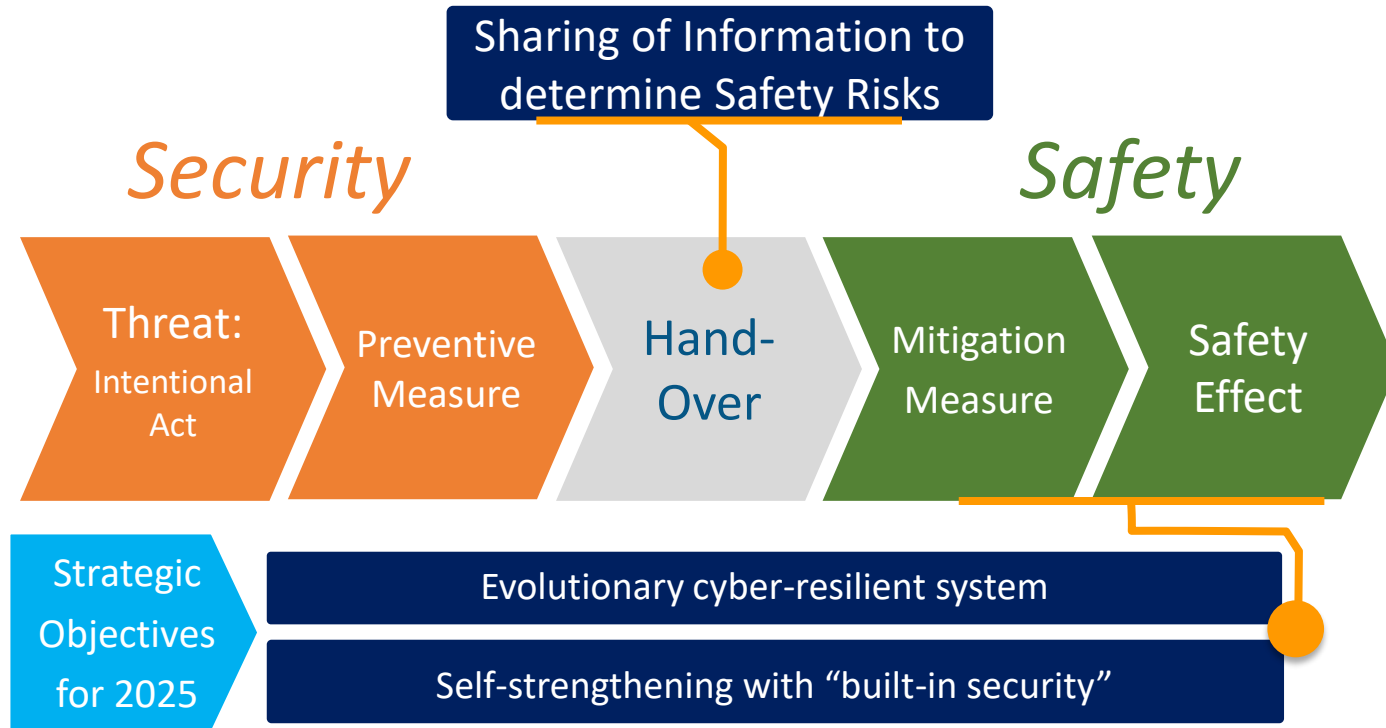 Sharing of Information to
determine Safety Risks
Security
Safety
Threat:
Intentional
Act
Preventive
Measure
Hand-
Over
Mitigation
Measure
Safety
Effect
Strategic
Objectives
for 2025
Evolutionary cyber-resilient system
Self-strengthening with “built-in security”